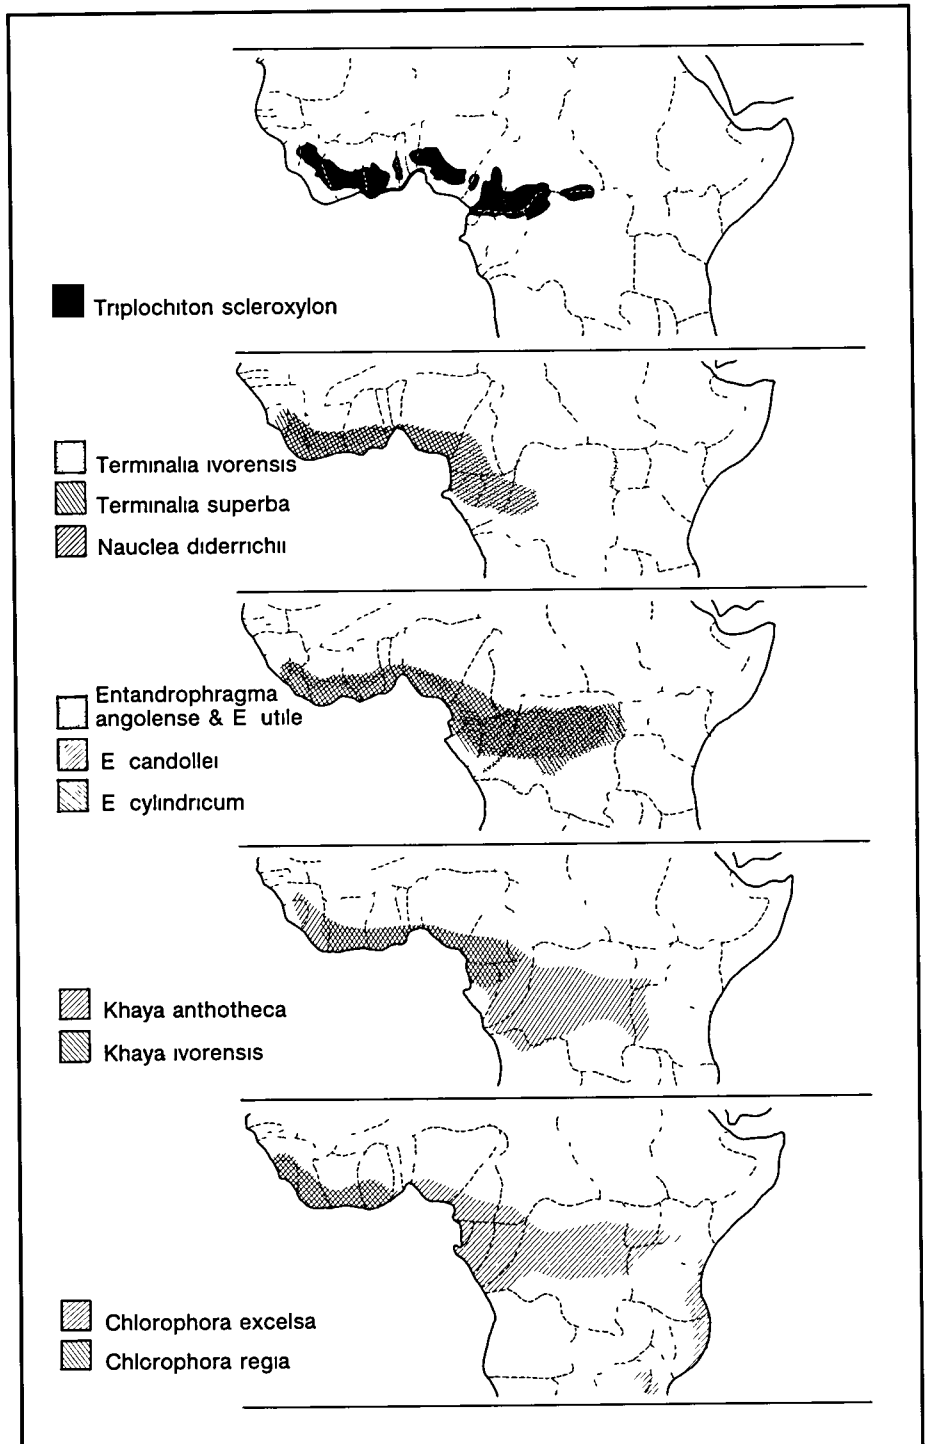 Triplochiton scleroxylon
Terminalia ivorensis
Terminalia superba
Nauclea diderrichii
Entandrophragma
angolense & E utile
E candollei
E cylindricum
Khaya anthotheca
Khaya ivorensis
Chlorophora excelsa
Chlorophora regia